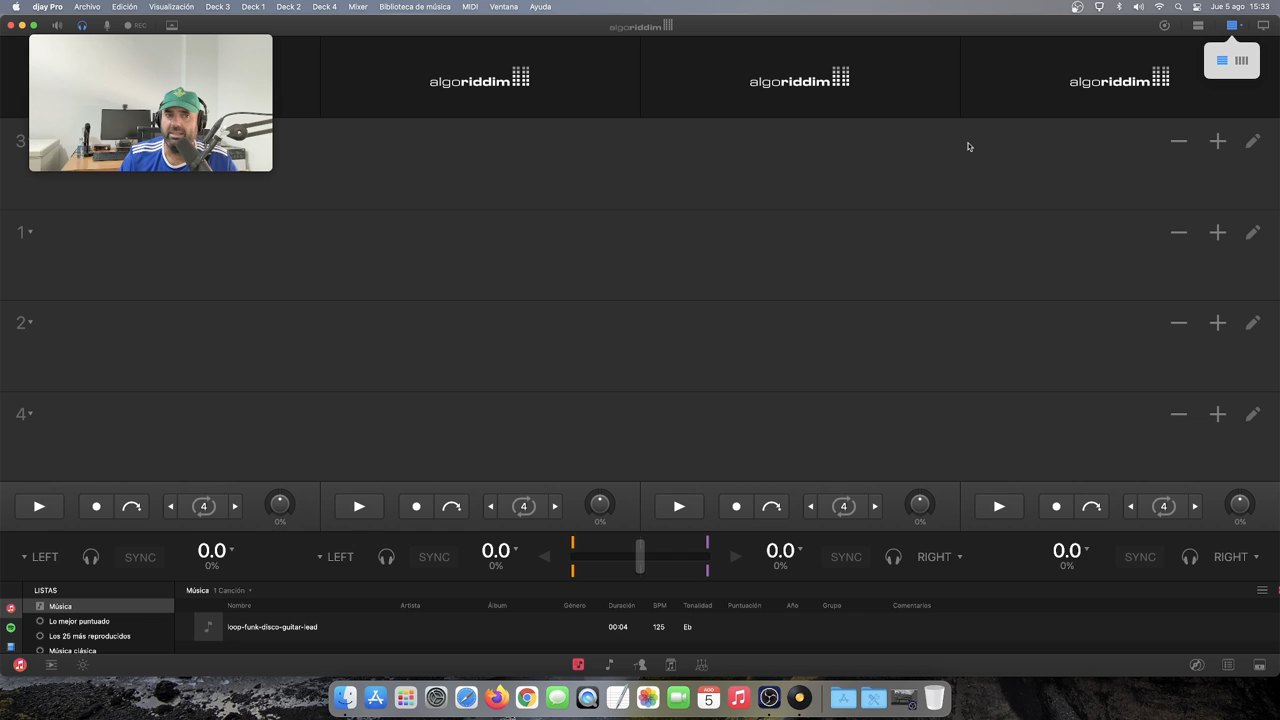 djay Pro Archivo Edición Visualización Deck 3 Deck 1 Deck 2 Deck 4 Mixer Biblioteca de música MIDI Ventana Ayuda Jue 5 ago 15:33
REC algoriddim
algoriddim algoriddim algoriddim
3
1
2
4
4 4 4 4
0% 0% 0% 0%
LEFT SYNC 0.0 LEFT SYNC 0.0 0.0 SYNC RIGHT 0.0 SYNC RIGHT
0% 0% 0% 0%
LISTAS Música 1 Canción
Música Nombre Artista Álbum Género Duración BPM Tonalidad Puntuación Año Grupo Comentarios
Lo mejor puntuado loop-funk-disco-guitar-lead 00:04 125 Eb
Los 25 más reproducidos
Música clásica
AGO
5